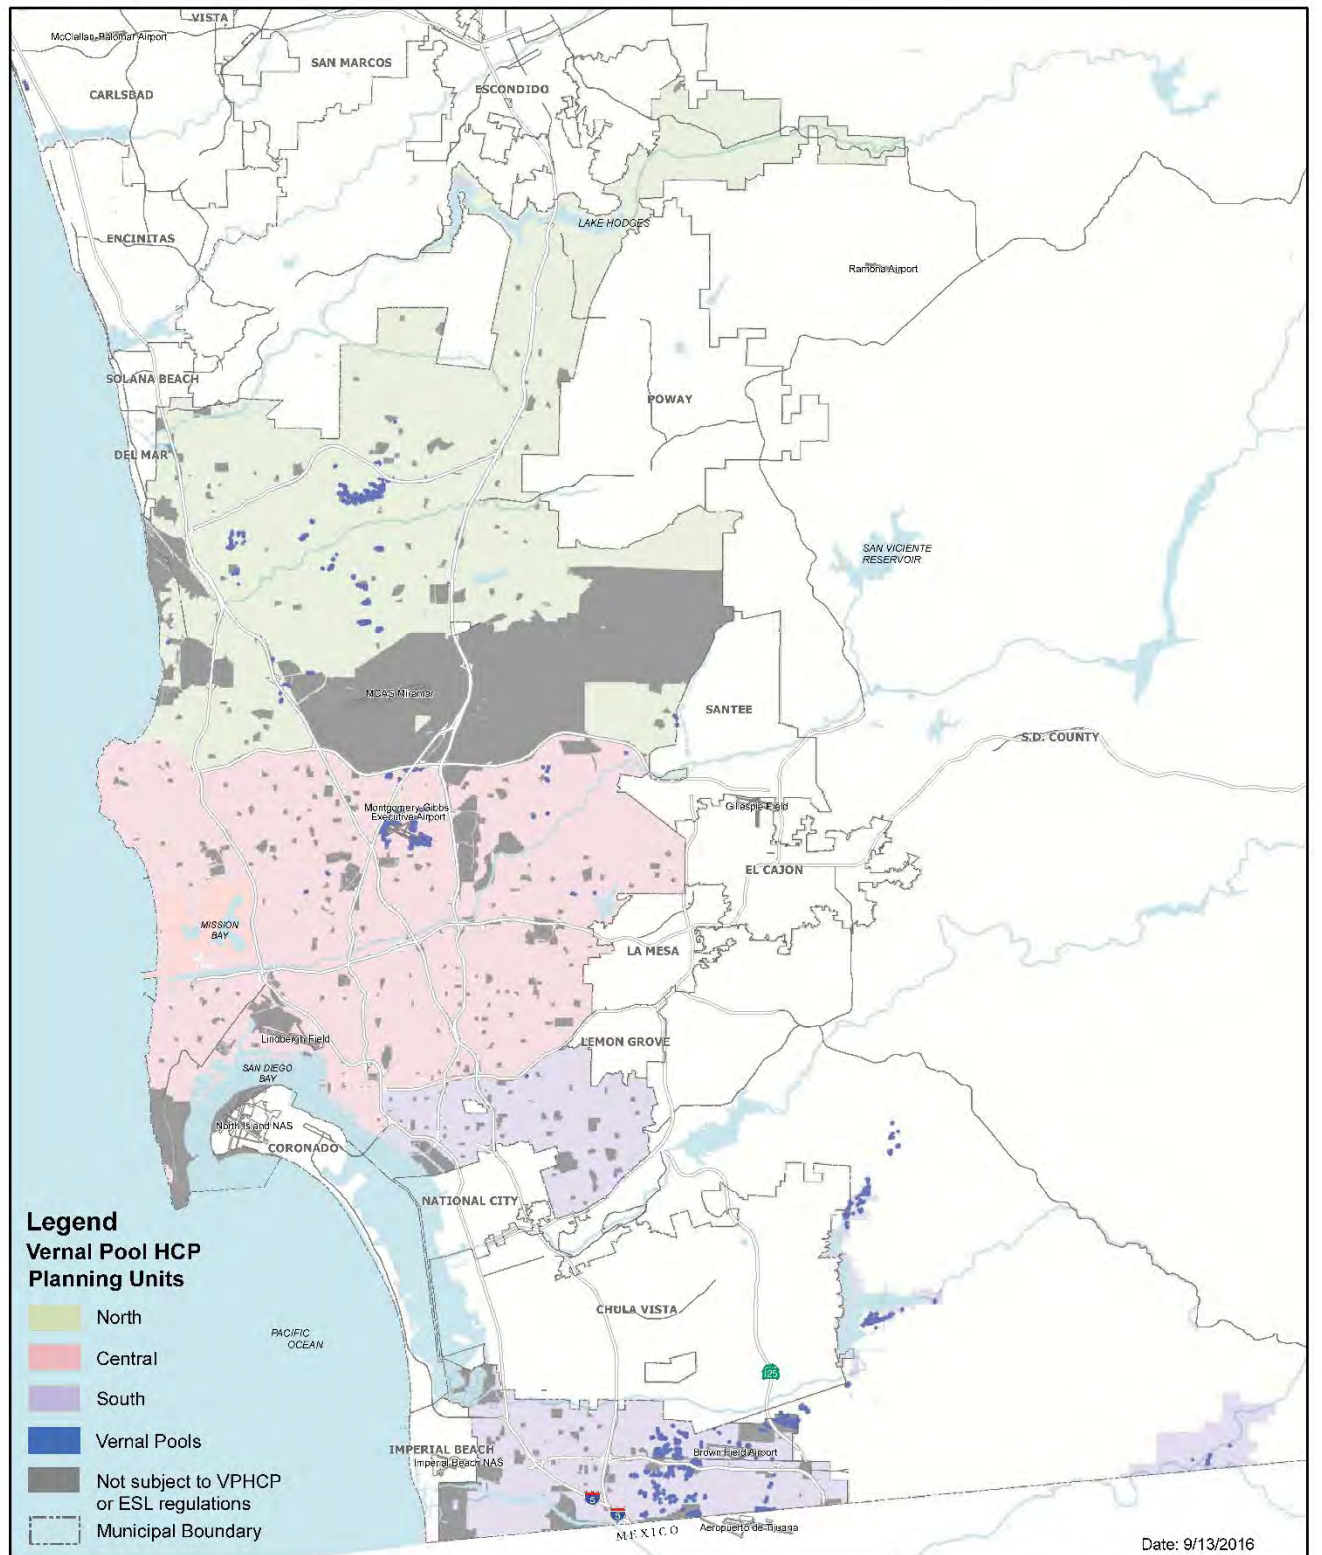 VISTA
McClellan-Palomar Airport
SAN MARCOS
CARLSBAD
ESCONDIDO
ENCINITAS
LAKE HODGES
Ramona Airport
SOLANA BEACH
POWAY
DEL MAR
SAN VICIENTE
RESERVOIR
MCAS Miramar
SANTEE
S.D. COUNTY
Montgomery-Gibbs
Executive Airport
Gillespie Field
EL CAJON
MISSION
BAY
LA MESA
Lindbergh Field
LEMON GROVE
SAN DIEGO
BAY
North Island NAS
CORONADO
NATIONAL CITY
CHULA VISTA
PACIFIC
OCEAN
125
IMPERIAL BEACH
Imperial Beach NAS
Brown Field Airport
5
5
MEXICO
Aeropuerto de Tijuana
Legend
Vernal Pool HCP
Planning Units
North
Central
South
Vernal Pools
Not subject to VPHCP
or ESL regulations
Municipal Boundary
Date: 9/13/2016